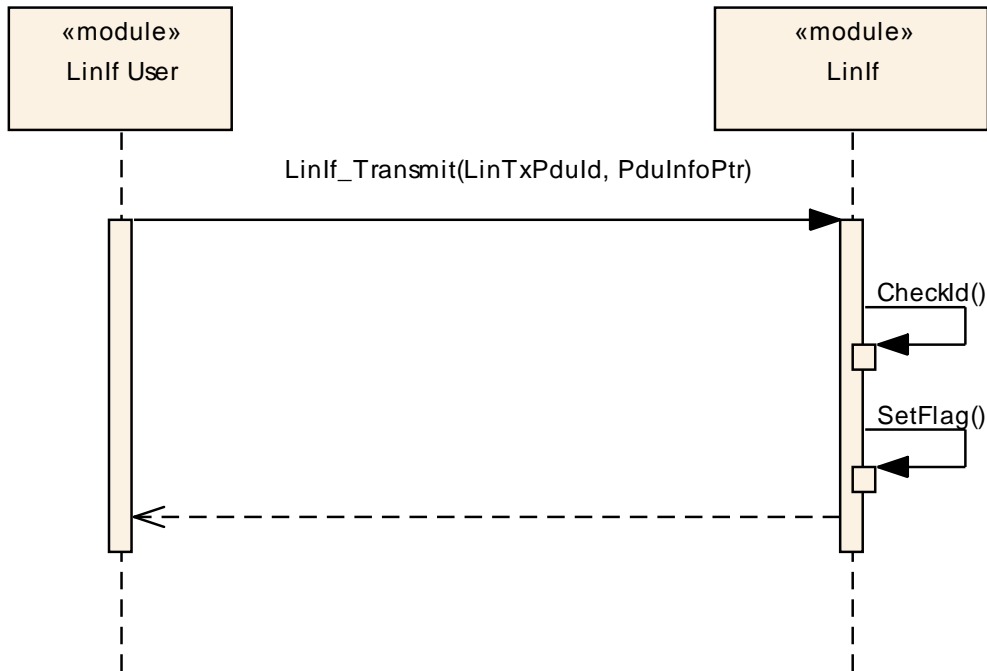 «module»
LinIf User
«module»
LinIf
LinIf_Transmit(LinTxPduId, PduInfoPtr)
CheckId()
SetFlag()